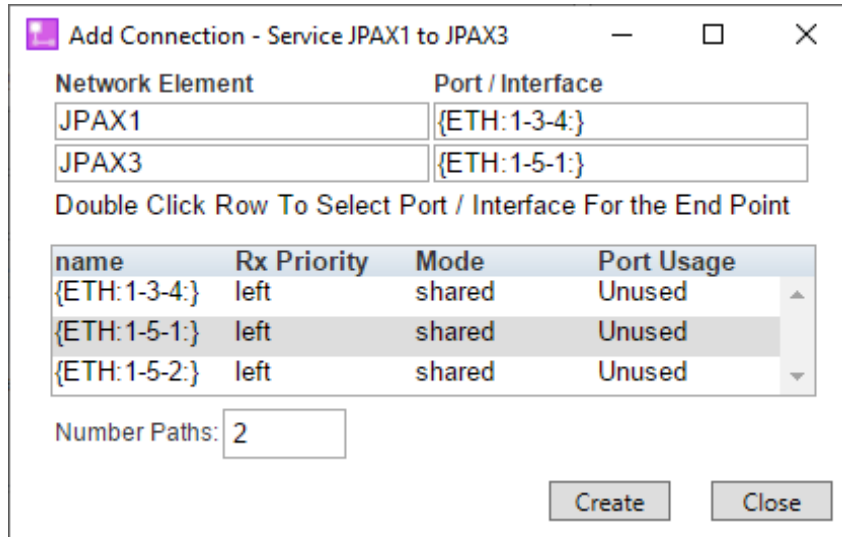 Add Connection - Service JPAX1 to JPAX3
Network Element Port / Interface
JPAX1 {ETH:1-3-4:}
JPAX3 {ETH:1-5-1:}
Double Click Row To Select Port / Interface For the End Point
name Rx Priority Mode Port Usage
{ETH:1-3-4:} left shared Unused
{ETH:1-5-1:} left shared Unused
{ETH:1-5-2:} left shared Unused
Number Paths: 2
Create Close